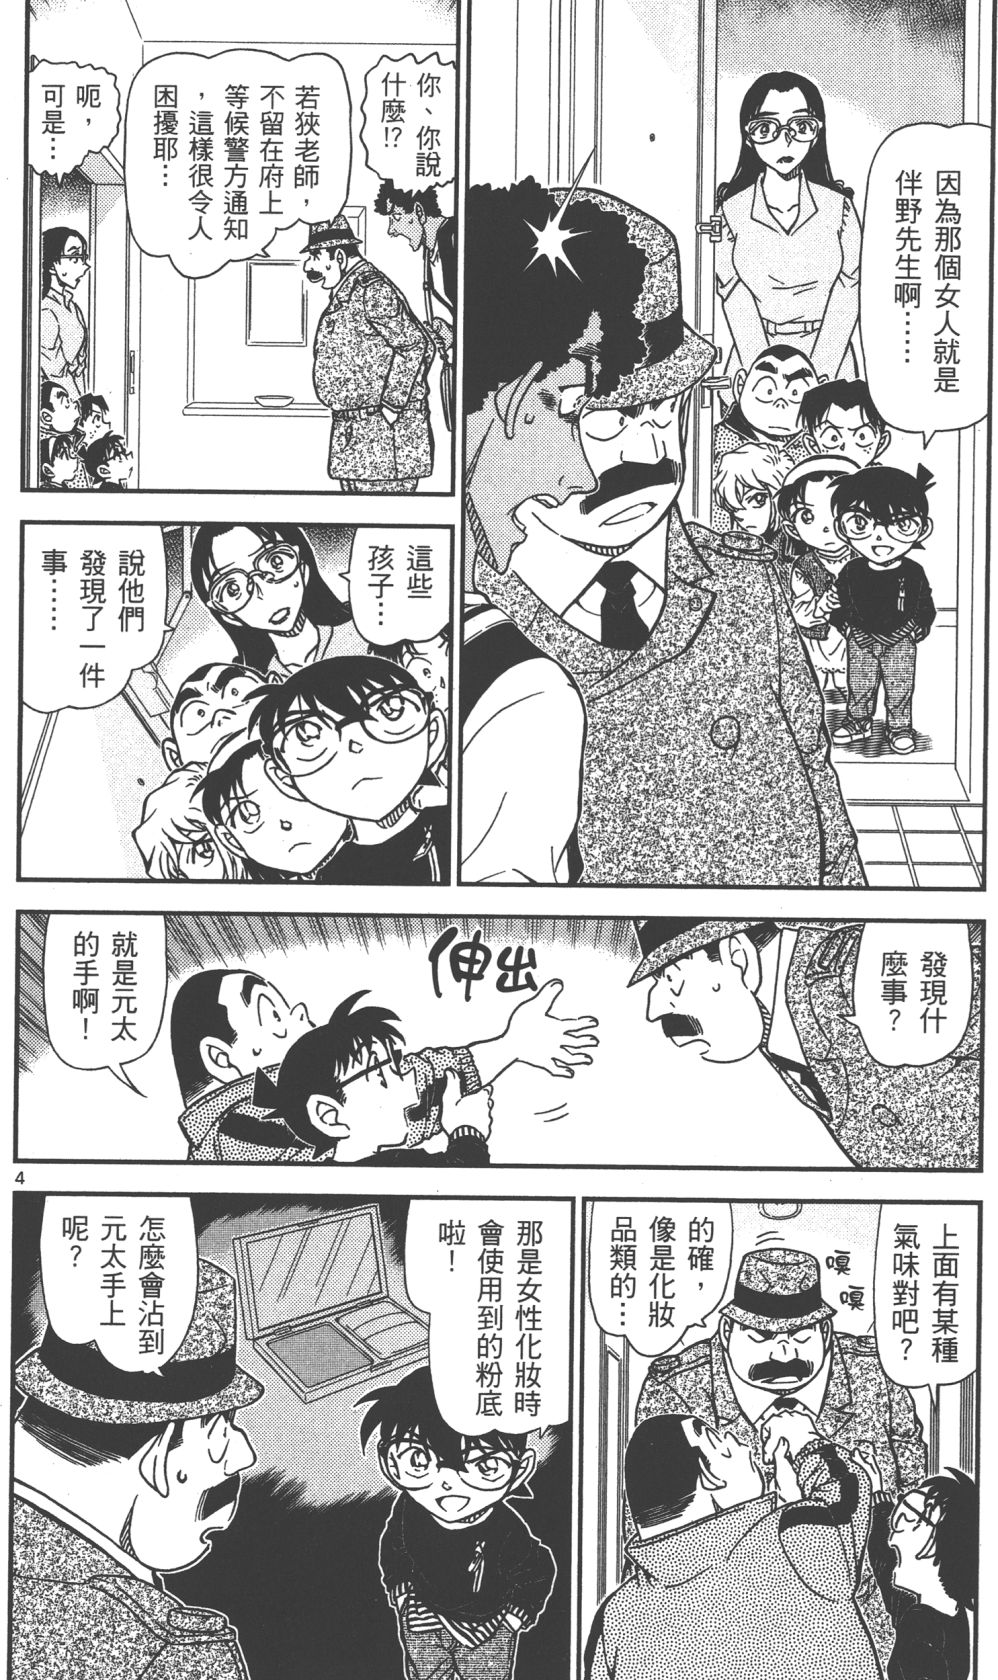 因為那個女人就是
伴野先生啊……
你、你說
什麼!?
若狹老師，
不留在府上
等候警方通知
，這樣很令人
困擾耶…
呃，
可是…
這些
孩子…
說他們
發現了一件
事……
發現什
麼事?
伸出
就是元太
的手啊!
4
上面有某種
氣味對吧?
嗅
嗅
的確，
像是化妝
品類的…
那是女性化妝時
會使用到的粉底
啦!
怎麼會沾到
元太手上
呢?